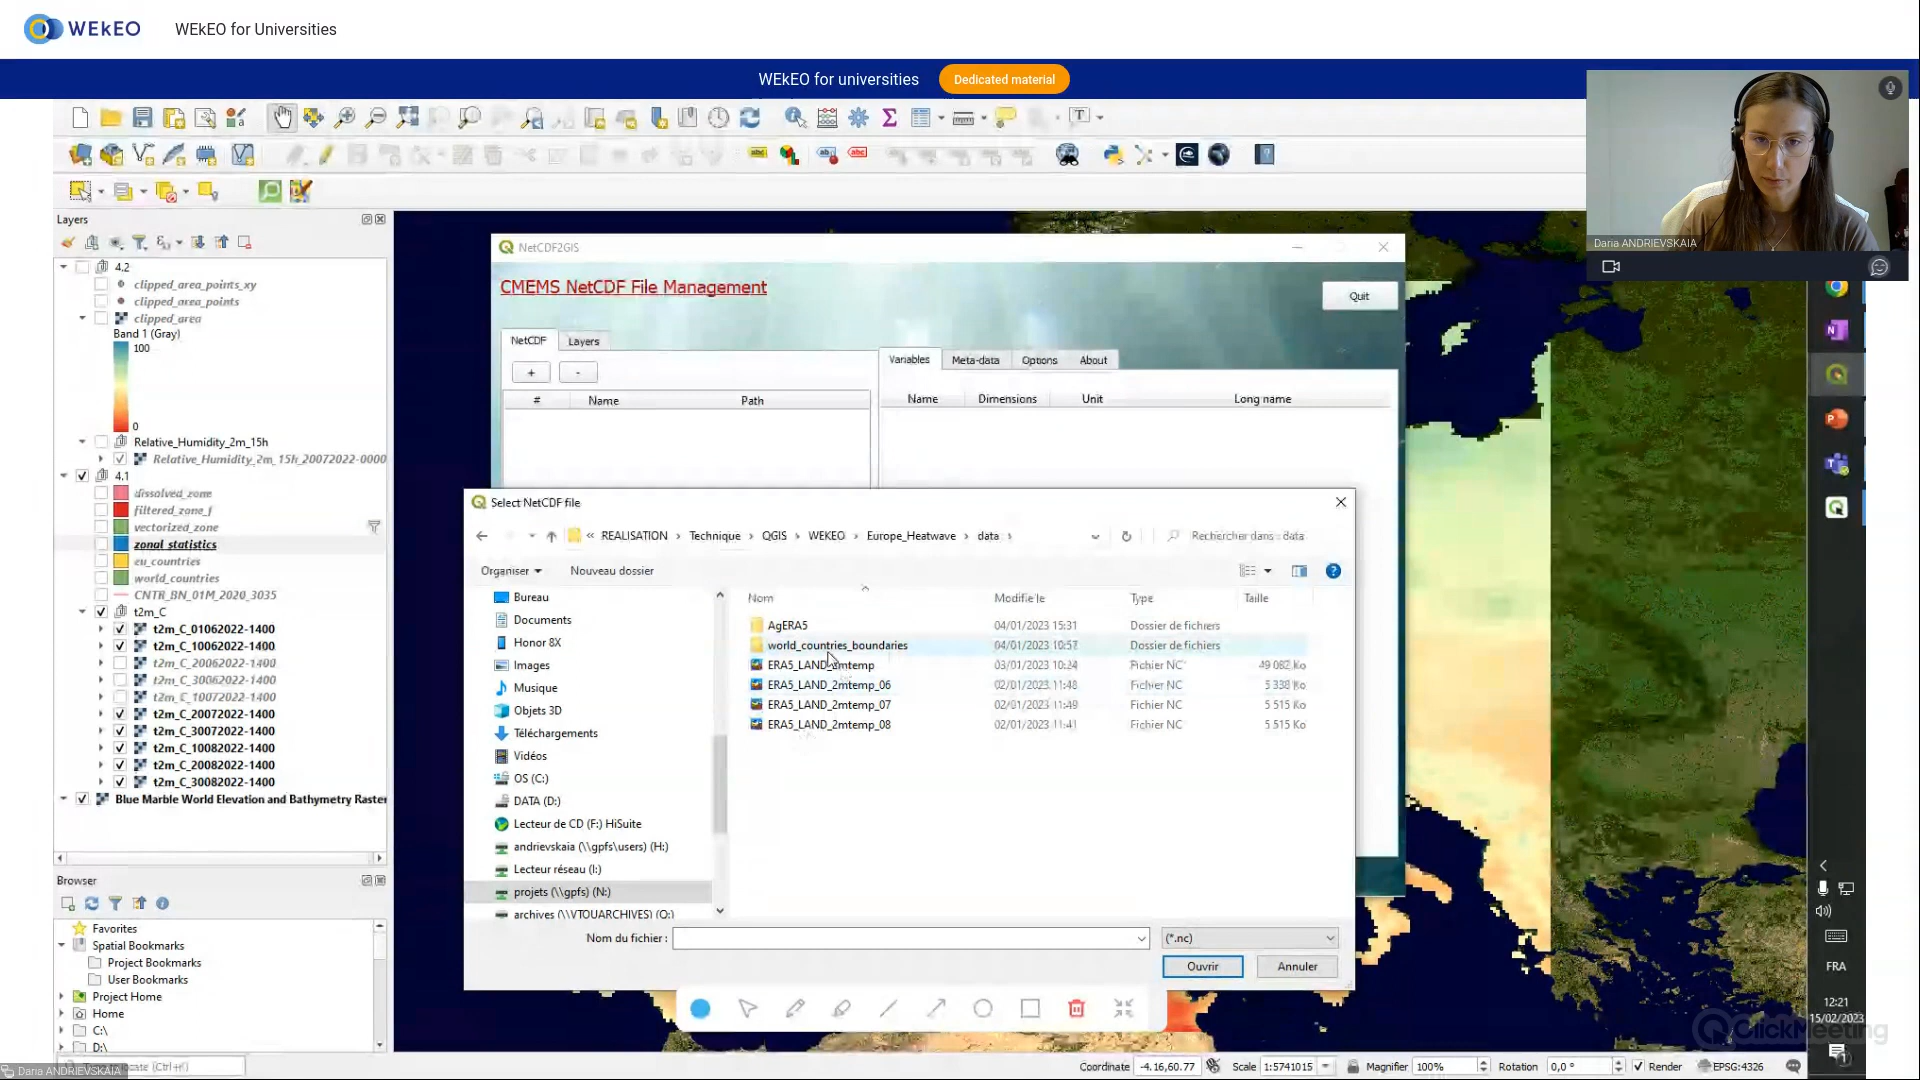 WEkEO
WEkEO for Universities
WEkEO for universities
Dedicated material
Daria ANDRIEVSKAIA
Layers
4.2
clipped_area_points_xy
clipped_area_points
clipped_area
Band 1 (Gray)
100
0
Relative_Humidity_2m_15h
Relative_Humidity_2m_15h_20072022-0000
4.1
dissolved_zone
filtered_zone_f
vectorized_zone
zonal_statistics
eu_countries
world_countries
CNTR_BN_01M_2020_3035
t2m_C
t2m_C_01062022-1400
t2m_C_10062022-1400
t2m_C_20062022-1400
t2m_C_30062022-1400
t2m_C_10072022-1400
t2m_C_20072022-1400
t2m_C_30072022-1400
t2m_C_10082022-1400
t2m_C_20082022-1400
t2m_C_30082022-1400
Blue Marble World Elevation and Bathymetry Raster
Browser
Favorites
Spatial Bookmarks
Project Bookmarks
User Bookmarks
Project Home
Home
C:\
D:\
NetCDF2GIS
CMEMS NetCDF File Management
Quit
NetCDF Layers
+ -
# Name Path
Variables Meta-data Options About
Name Dimensions Unit Long name
Select NetCDF file
« REALISATION › Technique › QGIS › WEKEO › Europe_Heatwave › data ›
Rechercher dans : data
Organiser Nouveau dossier
Bureau
Documents
Honor 8X
Images
Musique
Objets 3D
Téléchargements
Vidéos
OS (C:)
DATA (D:)
Lecteur de CD (F:) HiSuite
andrievskaia (\\gpfs\users) (H:)
Lecteur réseau (I:)
projets (\\gpfs) (N:)
archives (\\VTOUARCHIVES) (O:)
Nom Modifié le Type Taille
AgERA5 04/01/2023 15:31 Dossier de fichiers
world_countries_boundaries 04/01/2023 10:57 Dossier de fichiers
ERA5_LAND_2mtemp 03/01/2023 10:24 Fichier NC 49 082 Ko
ERA5_LAND_2mtemp_06 02/01/2023 11:48 Fichier NC 5 338 Ko
ERA5_LAND_2mtemp_07 02/01/2023 11:49 Fichier NC 5 515 Ko
ERA5_LAND_2mtemp_08 02/01/2023 11:41 Fichier NC 5 515 Ko
Nom du fichier : (*.nc)
Ouvrir Annuler
FRA
12:21
15/02/2023
ClickMeeting
Daria ANDRIEVSKAIA
(Ctrl+K)
Coordinate -4.16,60.77 Scale 1:5741015 Magnifier 100% Rotation 0,0 ° Render EPSG:4326